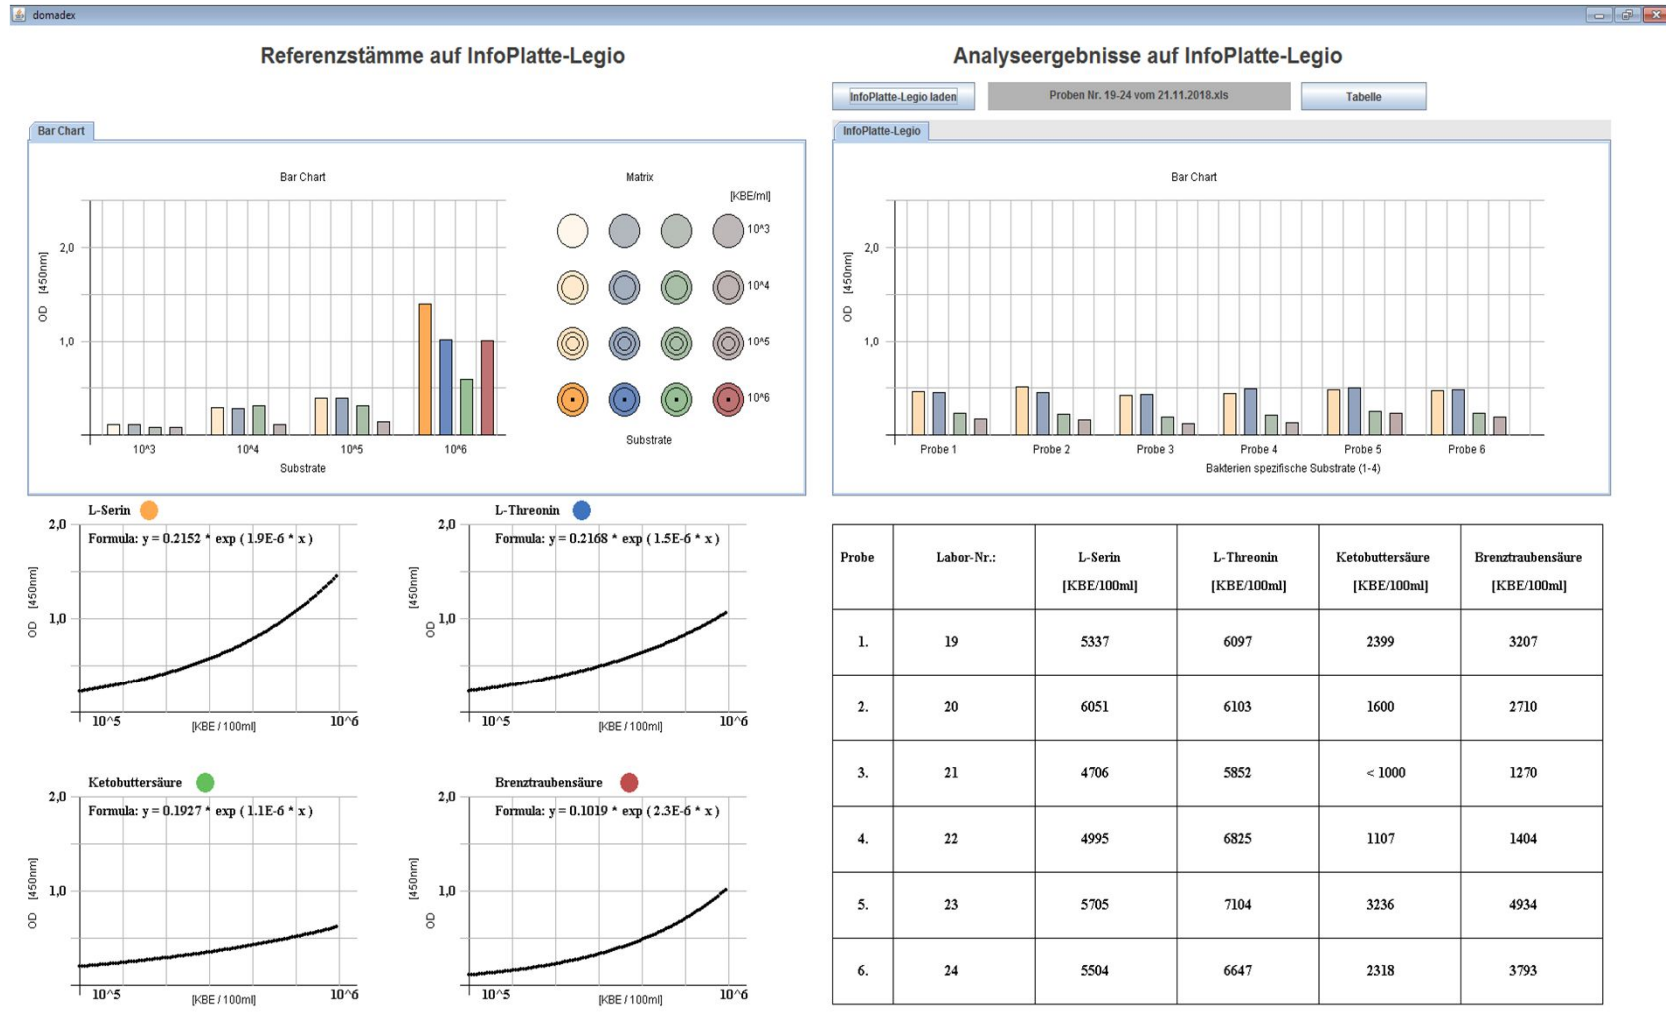 domadex
Referenzstämme auf InfoPlatte-Legio
Analyseergebnisse auf InfoPlatte-Legio
InfoPlatte-Legio laden
Proben Nr. 19-24 vom 21.11.2018.xls
Tabelle
Bar Chart
Bar Chart
2,0
1,0
OD [450nm]
10^3 10^4 10^5 10^6
Substrate
Matrix
[KBE/ml]
10^3
10^4
10^5
10^6
Substrate
InfoPlatte-Legio
Bar Chart
2,0
1,0
OD [450nm]
Probe 1 Probe 2 Probe 3 Probe 4 Probe 5 Probe 6
Bakterien spezifische Substrate (1-4)
L-Serin
Formula: y = 0.2152 * exp ( 1.9E-6 * x )
2,0
1,0
OD [450nm]
10^5 [KBE / 100ml] 10^6
L-Threonin
Formula: y = 0.2168 * exp ( 1.5E-6 * x )
2,0
1,0
OD [450nm]
10^5 [KBE / 100ml] 10^6
Ketobuttersäure
Formula: y = 0.1927 * exp ( 1.1E-6 * x )
2,0
1,0
OD [450nm]
10^5 [KBE / 100ml] 10^6
Brenztraubensäure
Formula: y = 0.1019 * exp ( 2.3E-6 * x )
2,0
1,0
OD [450nm]
10^5 [KBE / 100ml] 10^6
Probe Labor-Nr.: L-Serin L-Threonin Ketobuttersäure Brenztraubensäure
[KBE/100ml] [KBE/100ml] [KBE/100ml] [KBE/100ml]
1. 19 5337 6097 2399 3207
2. 20 6051 6103 1600 2710
3. 21 4706 5852 < 1000 1270
4. 22 4995 6825 1107 1404
5. 23 5705 7104 3236 4934
6. 24 5504 6647 2318 3793